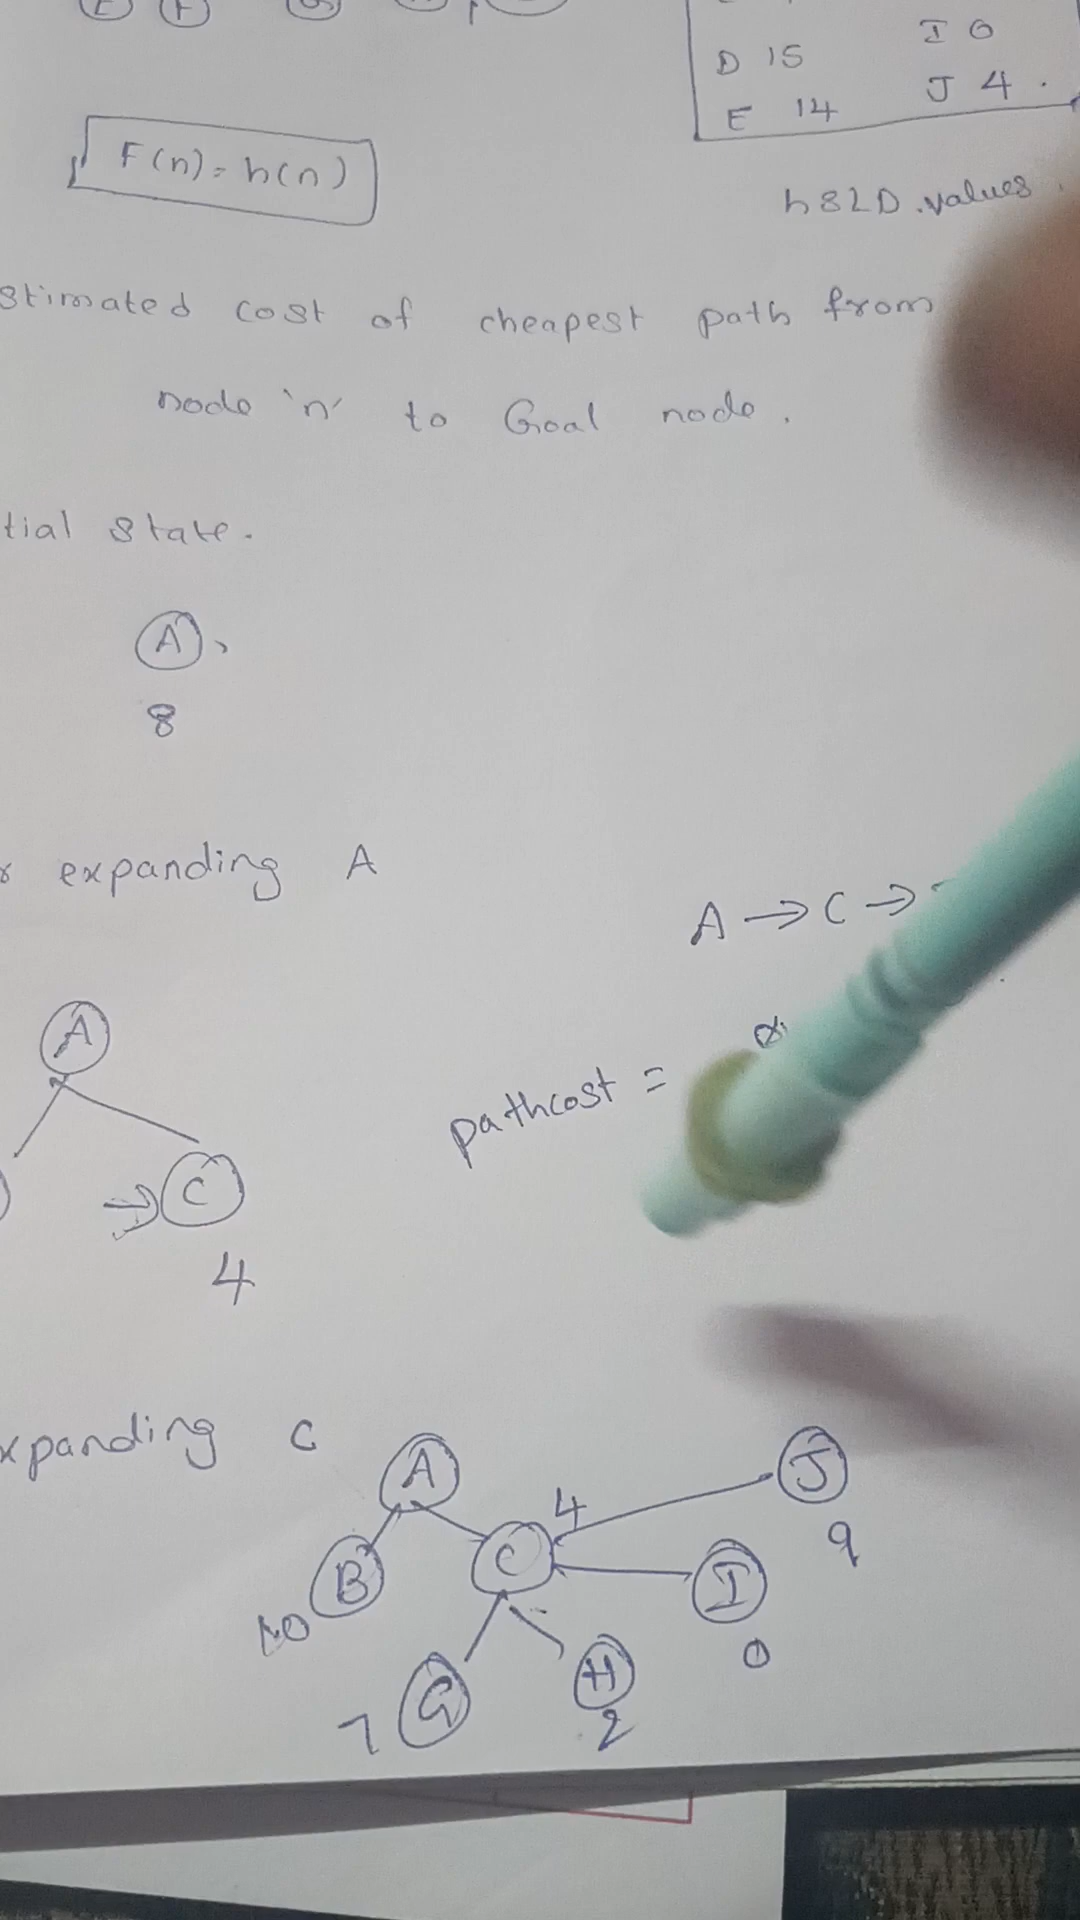 I 0
D 15
J 4.
E 14
F(n) = h(n)
hSLD.values
stimated cost of cheapest path from
node 'n' to Goal node.
tial state.
A
8
expanding A
A → C →
pathcost =
A
C
4
xpanding C
A
J
4
9
C
B
I
10
0
H
G
7
2